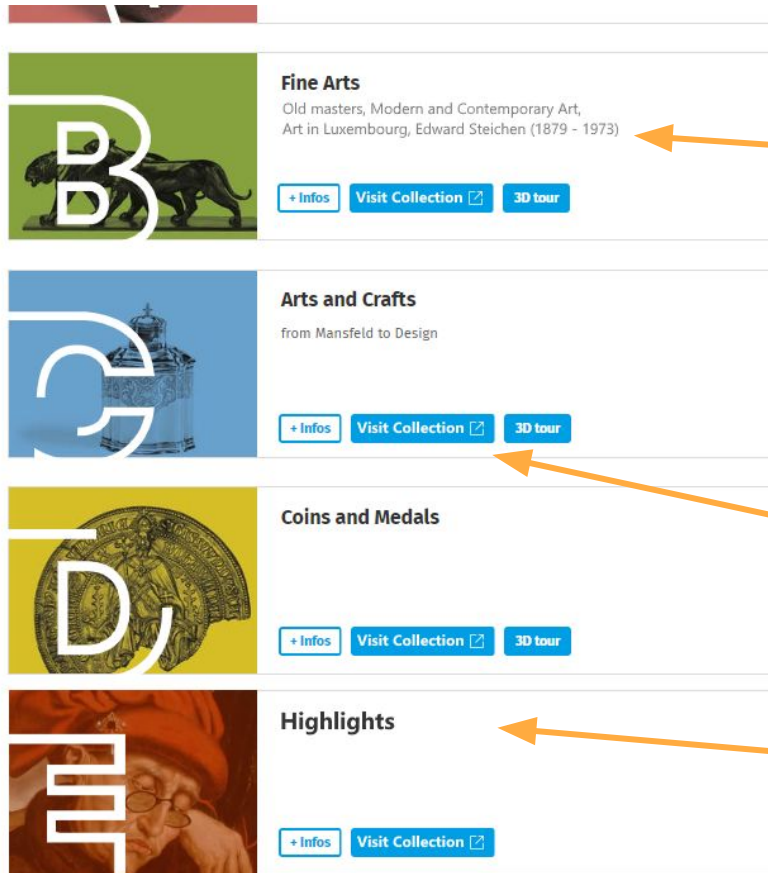 B
Fine Arts
Old masters, Modern and Contemporary Art,
Art in Luxembourg, Edward Steichen (1879 - 1973)
+ Infos Visit Collection 3D tour
C
Arts and Crafts
from Mansfeld to Design
+ Infos Visit Collection 3D tour
D
Coins and Medals
+ Infos Visit Collection 3D tour
E
Highlights
+ Infos Visit Collection